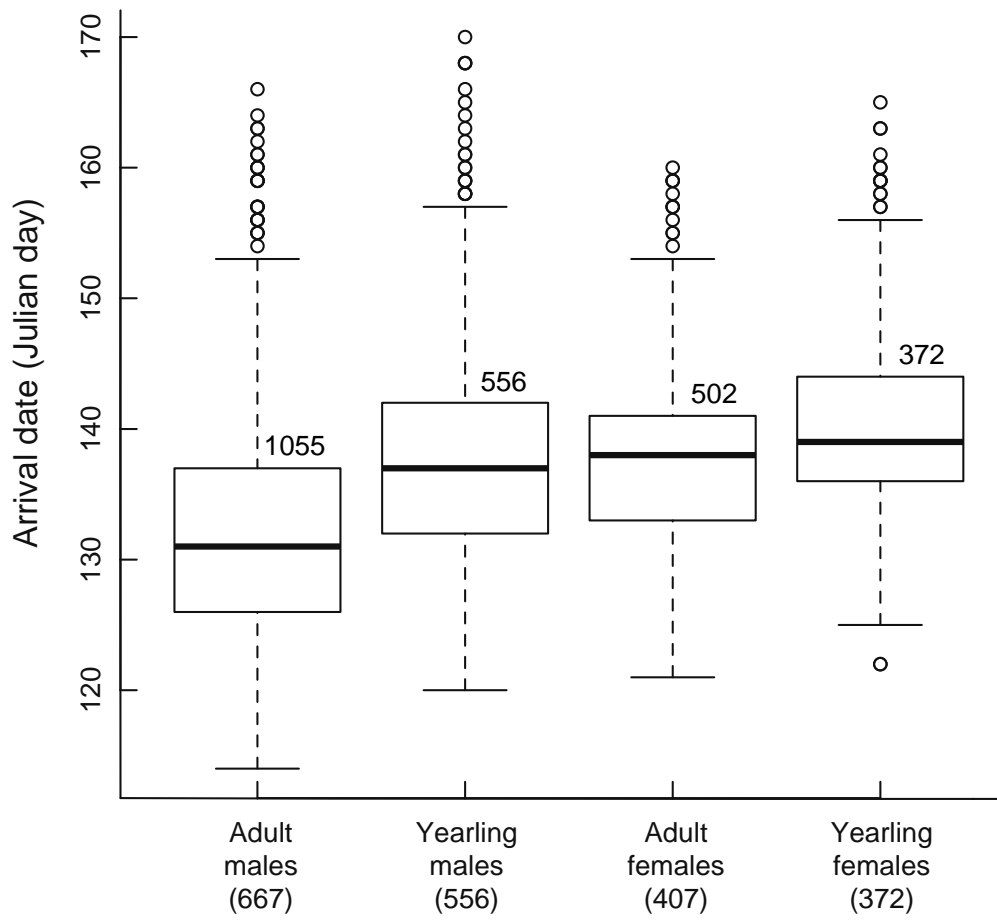 Arrival date (Julian day)
170
160
150
140
130
120
1055
556
502
372
Adult
males
(667)
Yearling
males
(556)
Adult
females
(407)
Yearling
females
(372)